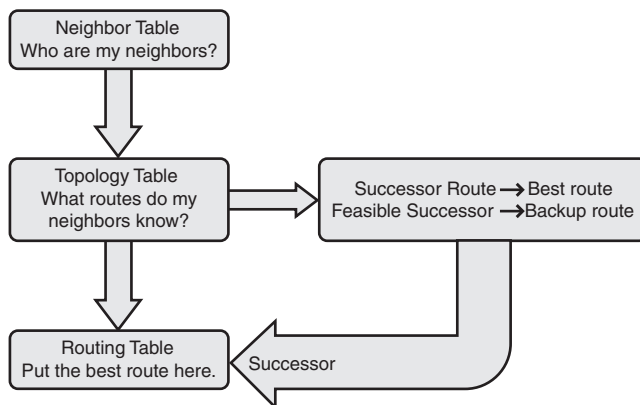 Neighbor Table
Who are my neighbors?
Topology Table
What routes do my
neighbors know?
Successor Route → Best route
Feasible Successor → Backup route
Routing Table
Put the best route here.
Successor